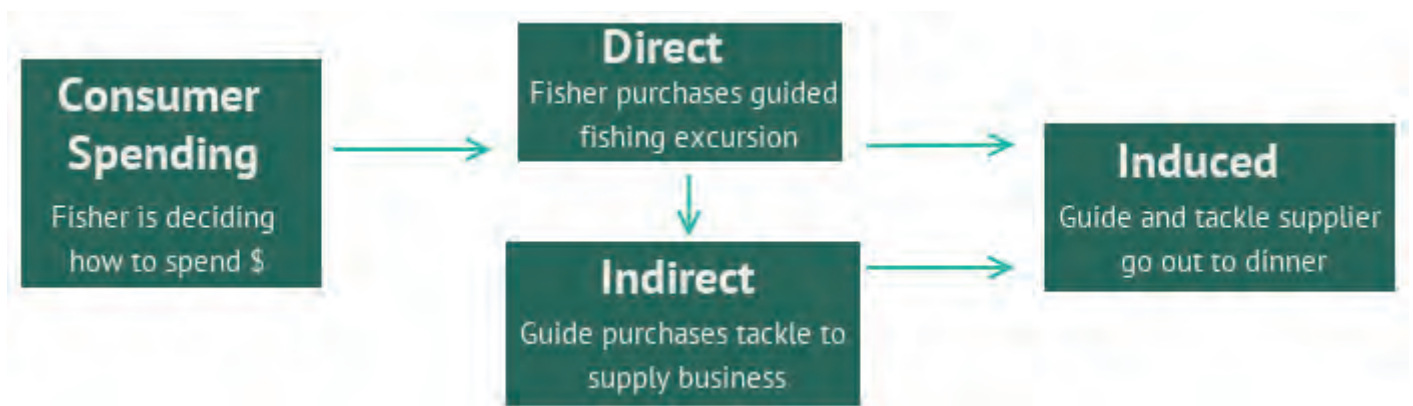 Consumer
Spending
Fisher is deciding
how to spend $
Direct
Fisher purchases guided
fishing excursion
Indirect
Guide purchases tackle to
supply business
Induced
Guide and tackle supplier
go out to dinner